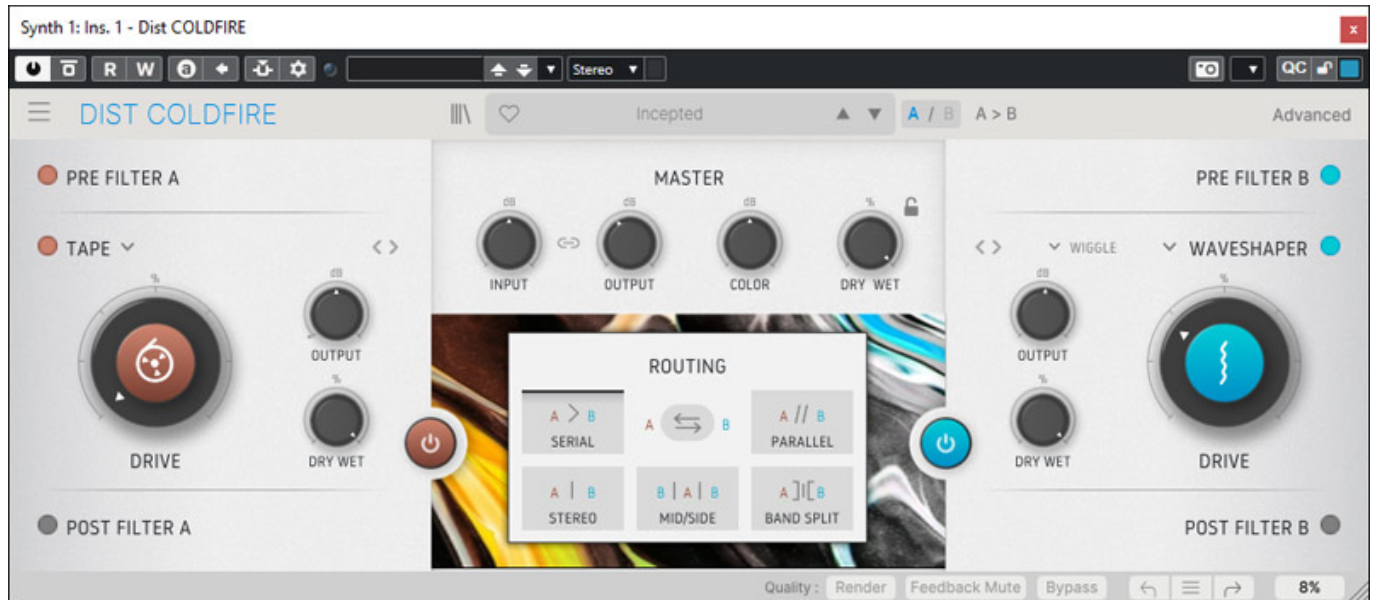 Synth 1: Ins. 1 - Dist COLDFIRE
x
R W a Stereo QC
DIST COLDFIRE Incepted A / B A > B Advanced
PRE FILTER A
TAPE
%
dB
OUTPUT
%
DRIVE
DRY WET
POST FILTER A
MASTER
dB dB dB %
INPUT OUTPUT COLOR DRY WET
ROUTING
A > B
SERIAL
A B
A // B
PARALLEL
A | B
STEREO
B | A | B
MID/SIDE
A ]|[ B
BAND SPLIT
PRE FILTER B
WIGGLE WAVESHAPER
dB
%
OUTPUT
%
DRY WET
DRIVE
POST FILTER B
Quality : Render Feedback Mute Bypass 8%